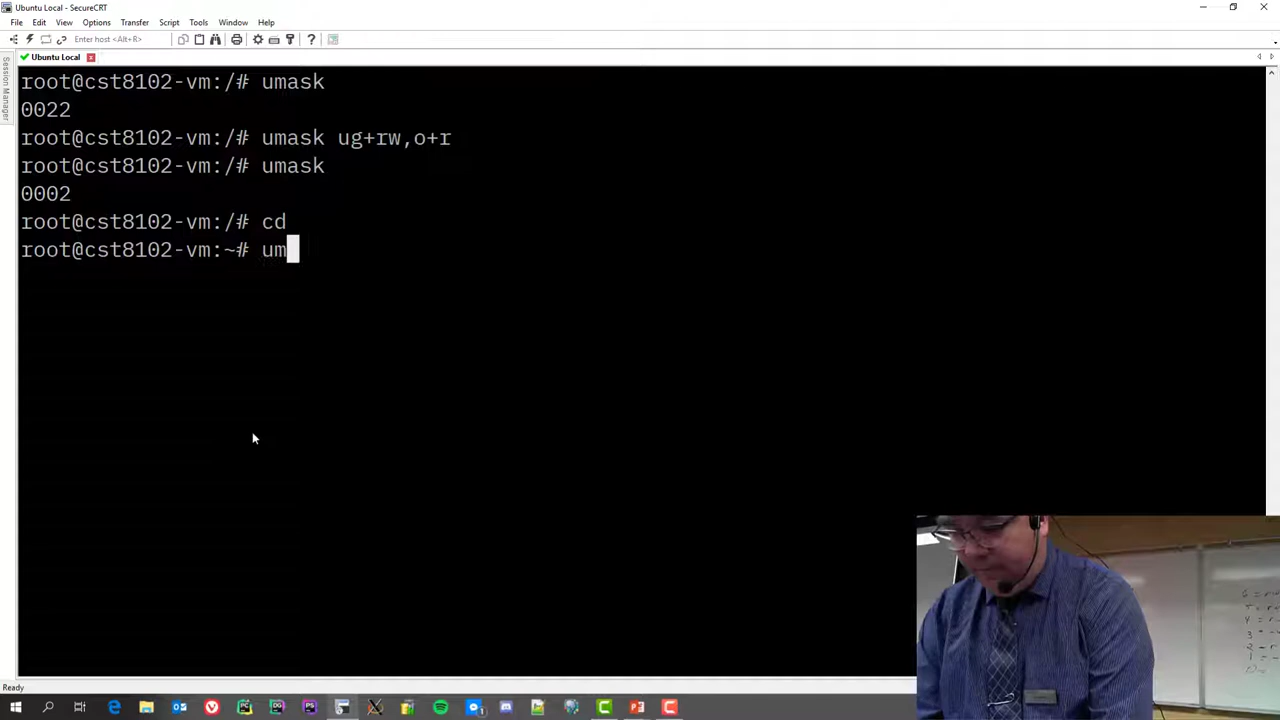 Ubuntu Local - SecureCRT
File Edit View Options Transfer Script Tools Window Help
Enter host <Alt+R>
Ubuntu Local
Session Manager
root@cst8102-vm:/# umask
0022
root@cst8102-vm:/# umask ug+rw,o+r
root@cst8102-vm:/# umask
0002
root@cst8102-vm:/# cd
root@cst8102-vm:~# um
Ready